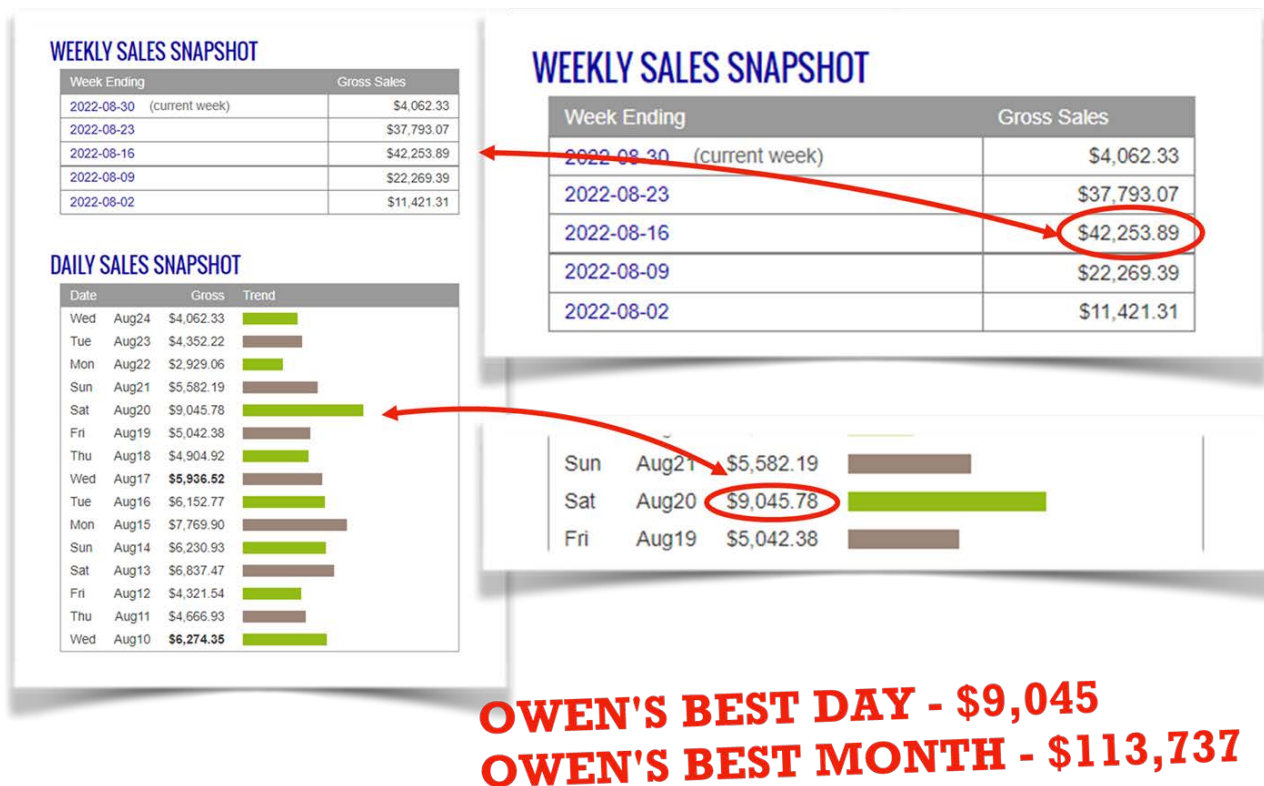 WEEKLY SALES SNAPSHOT
Week Ending Gross Sales
2022-08-30 (current week) $4,062.33
2022-08-23 $37,793.07
2022-08-16 $42,253.89
2022-08-09 $22,269.39
2022-08-02 $11,421.31
DAILY SALES SNAPSHOT
Date Gross Trend
Wed Aug24 $4,062.33
Tue Aug23 $4,352.22
Mon Aug22 $2,929.06
Sun Aug21 $5,582.19
Sat Aug20 $9,045.78
Fri Aug19 $5,042.38
Thu Aug18 $4,904.92
Wed Aug17 $5,936.52
Tue Aug16 $6,152.77
Mon Aug15 $7,769.90
Sun Aug14 $6,230.93
Sat Aug13 $6,837.47
Fri Aug12 $4,321.54
Thu Aug11 $4,666.93
Wed Aug10 $6,274.35
WEEKLY SALES SNAPSHOT
Week Ending Gross Sales
2022-08-30 (current week) $4,062.33
2022-08-23 $37,793.07
2022-08-16 $42,253.89
2022-08-09 $22,269.39
2022-08-02 $11,421.31
Sun Aug21 $5,582.19
Sat Aug20 $9,045.78
Fri Aug19 $5,042.38
OWEN'S BEST DAY - $9,045
OWEN'S BEST MONTH - $113,737